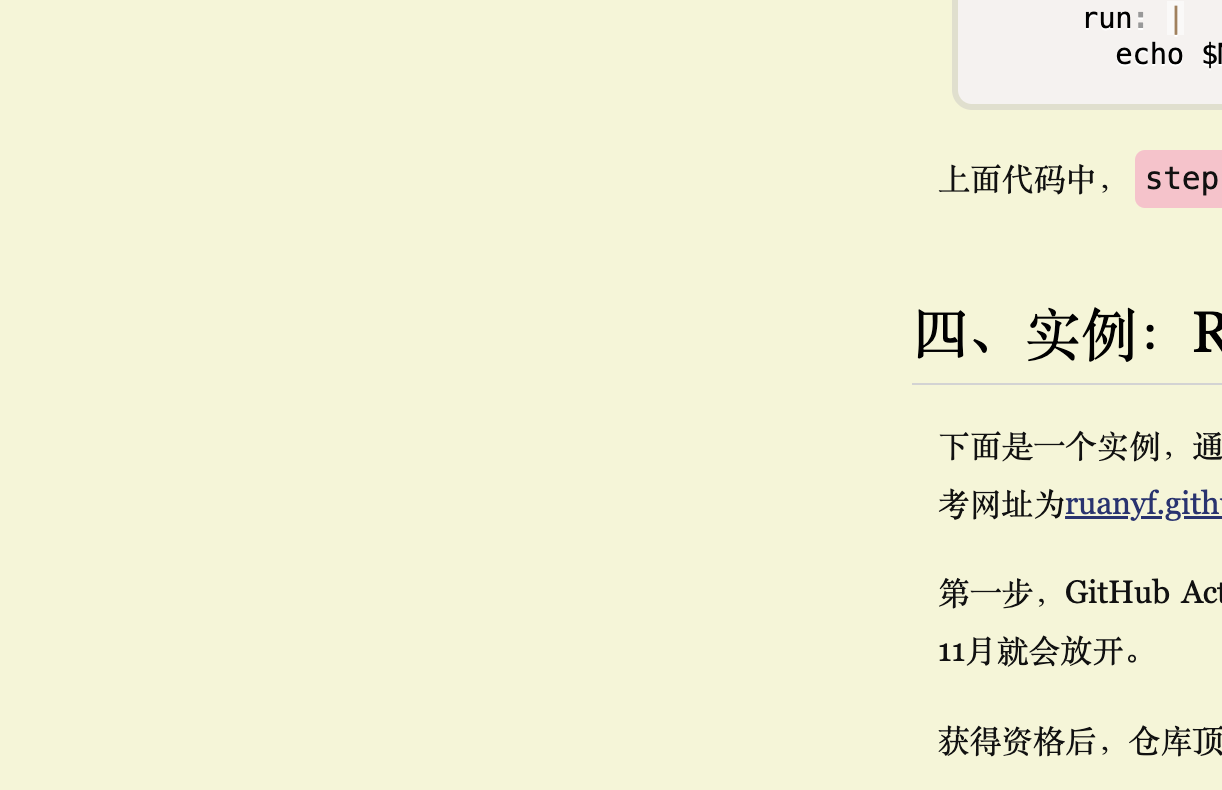 run: |
echo $
上面代码中，step
四、实例：R
下面是一个实例，通
考网址为ruanyf.gith
第一步，GitHub Act
11月就会放开。
获得资格后，仓库顶